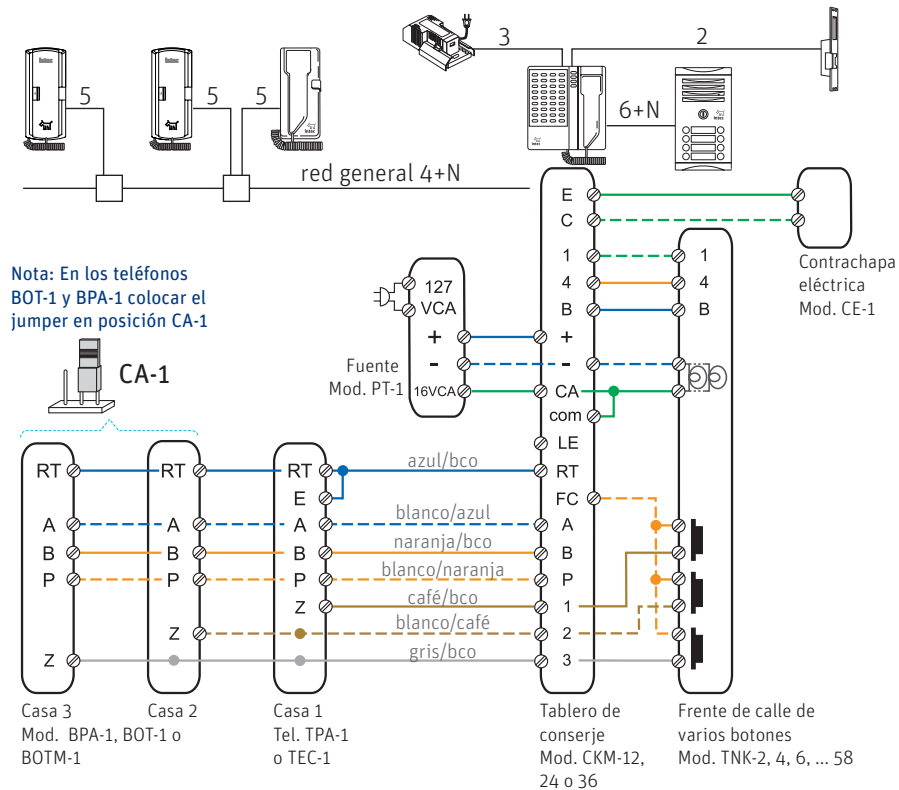 3
2
5
5
5
6+N
red general 4+N
Nota: En los teléfonos
BOT-1 y BPA-1 colocar el
jumper en posición CA-1
CA-1
127
VCA
+
-
16VCA
Fuente
Mod. PT-1
E
C
1
4
B
+
-
CA
com
LE
RT
FC
A
B
P
1
2
3
1
4
B
Contrachapa
eléctrica
Mod. CE-1
RT
A
B
P
Z
RT
A
B
P
Z
RT
E
A
B
P
Z
azul/bco
blanco/azul
naranja/bco
blanco/naranja
café/bco
blanco/café
gris/bco
Casa 3
Mod. BPA-1, BOT-1 o
BOTM-1
Casa 2
Casa 1
Tel. TPA-1
o TEC-1
Tablero de
conserje
Mod. CKM-12,
24 o 36
Frente de calle de
varios botones
Mod. TNK-2, 4, 6, ... 58